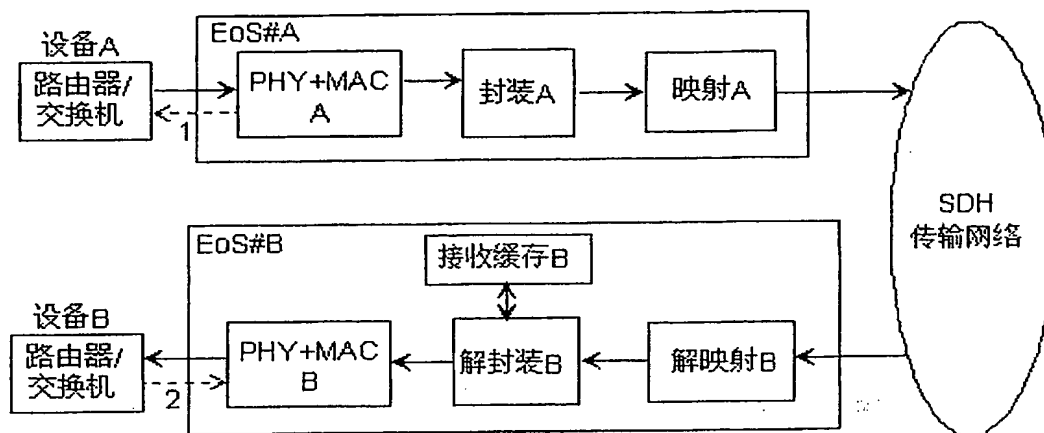 EoS#A
设备A
路由器/
交换机
1
PHY+MAC
A
封装A
映射A
SDH
传输网络
EoS#B
接收缓存B
设备B
路由器/
交换机
2
PHY+MAC
B
解封装B
解映射B